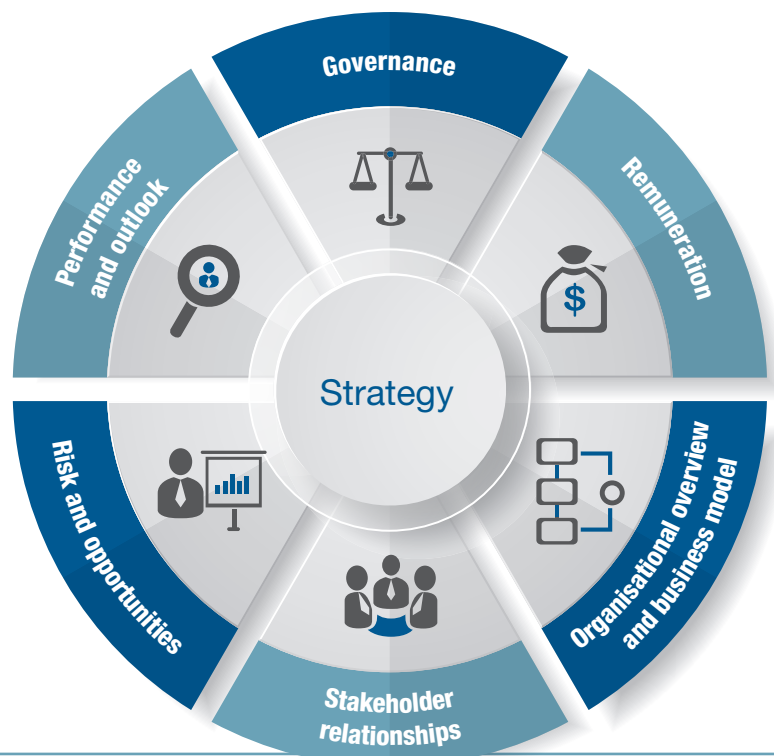 Governance
Remuneration
Organisational overview
and business model
Stakeholder
relationships
Risk and opportunities
Performance
and outlook
Strategy
$